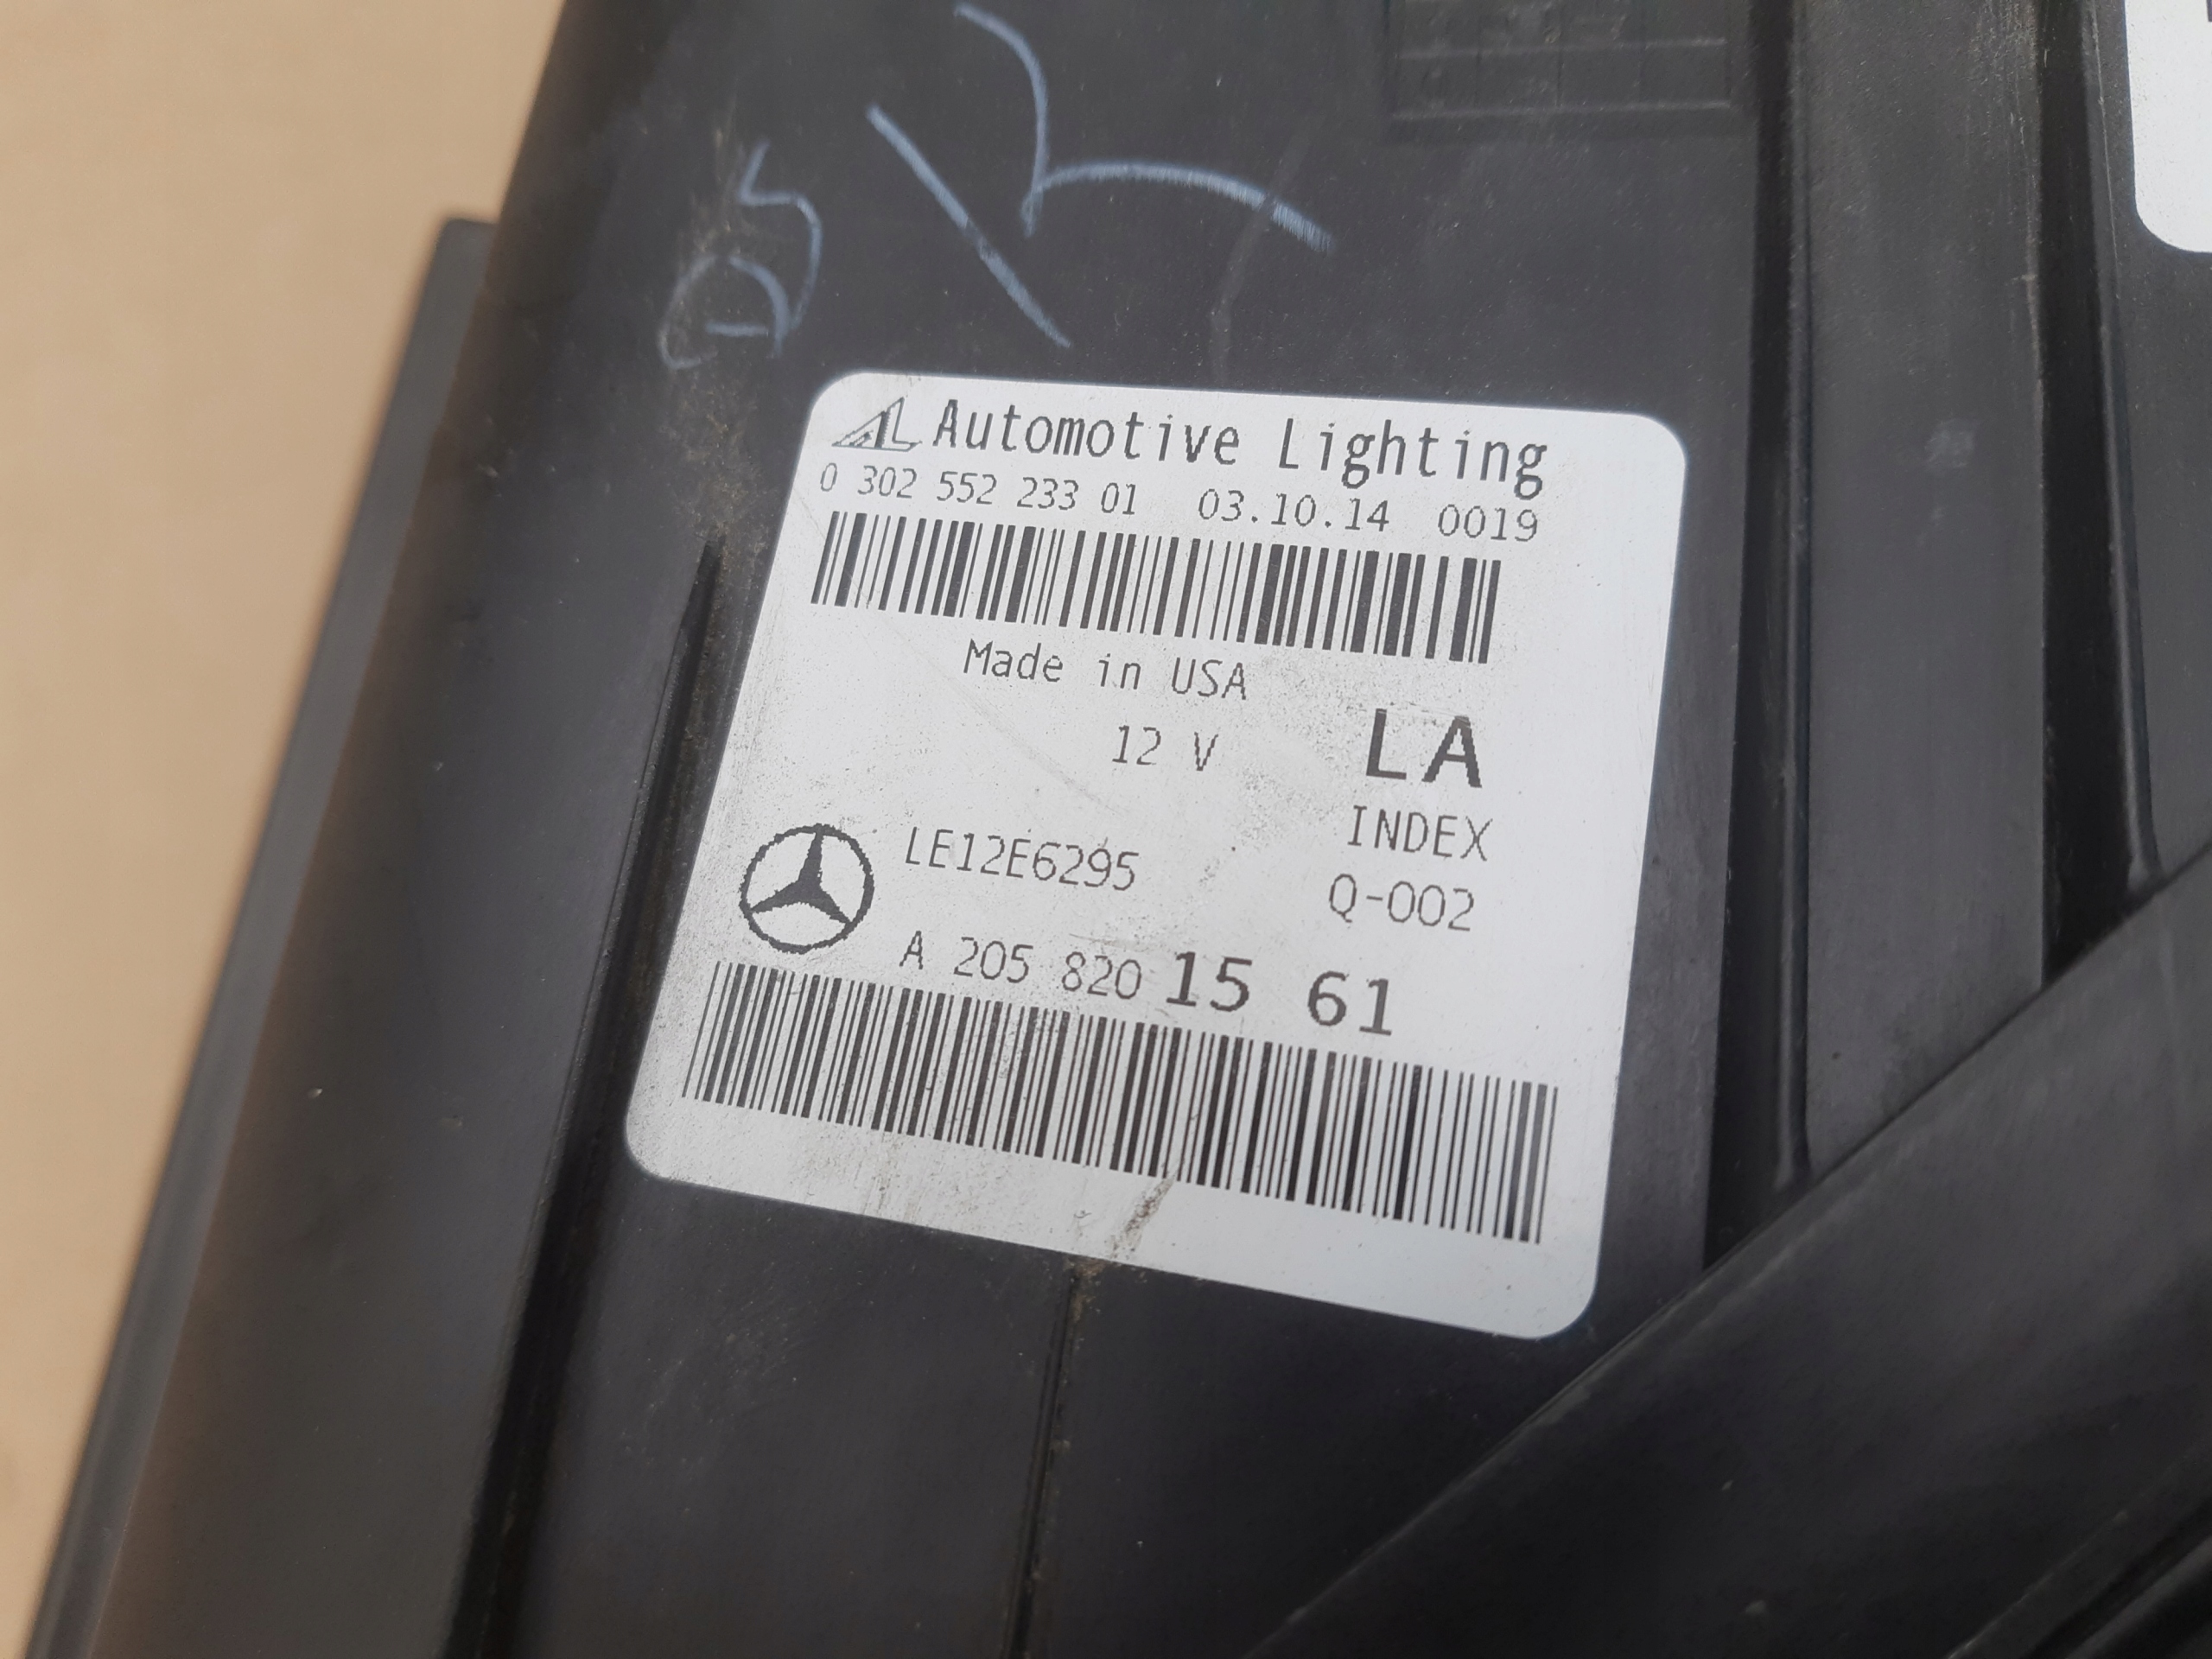 AL Automotive Lighting
0 302 552 233 01 03.10.14 0019
Made in USA
12 V LA
INDEX
LE12E6295 Q-002
A 205 820 15 61